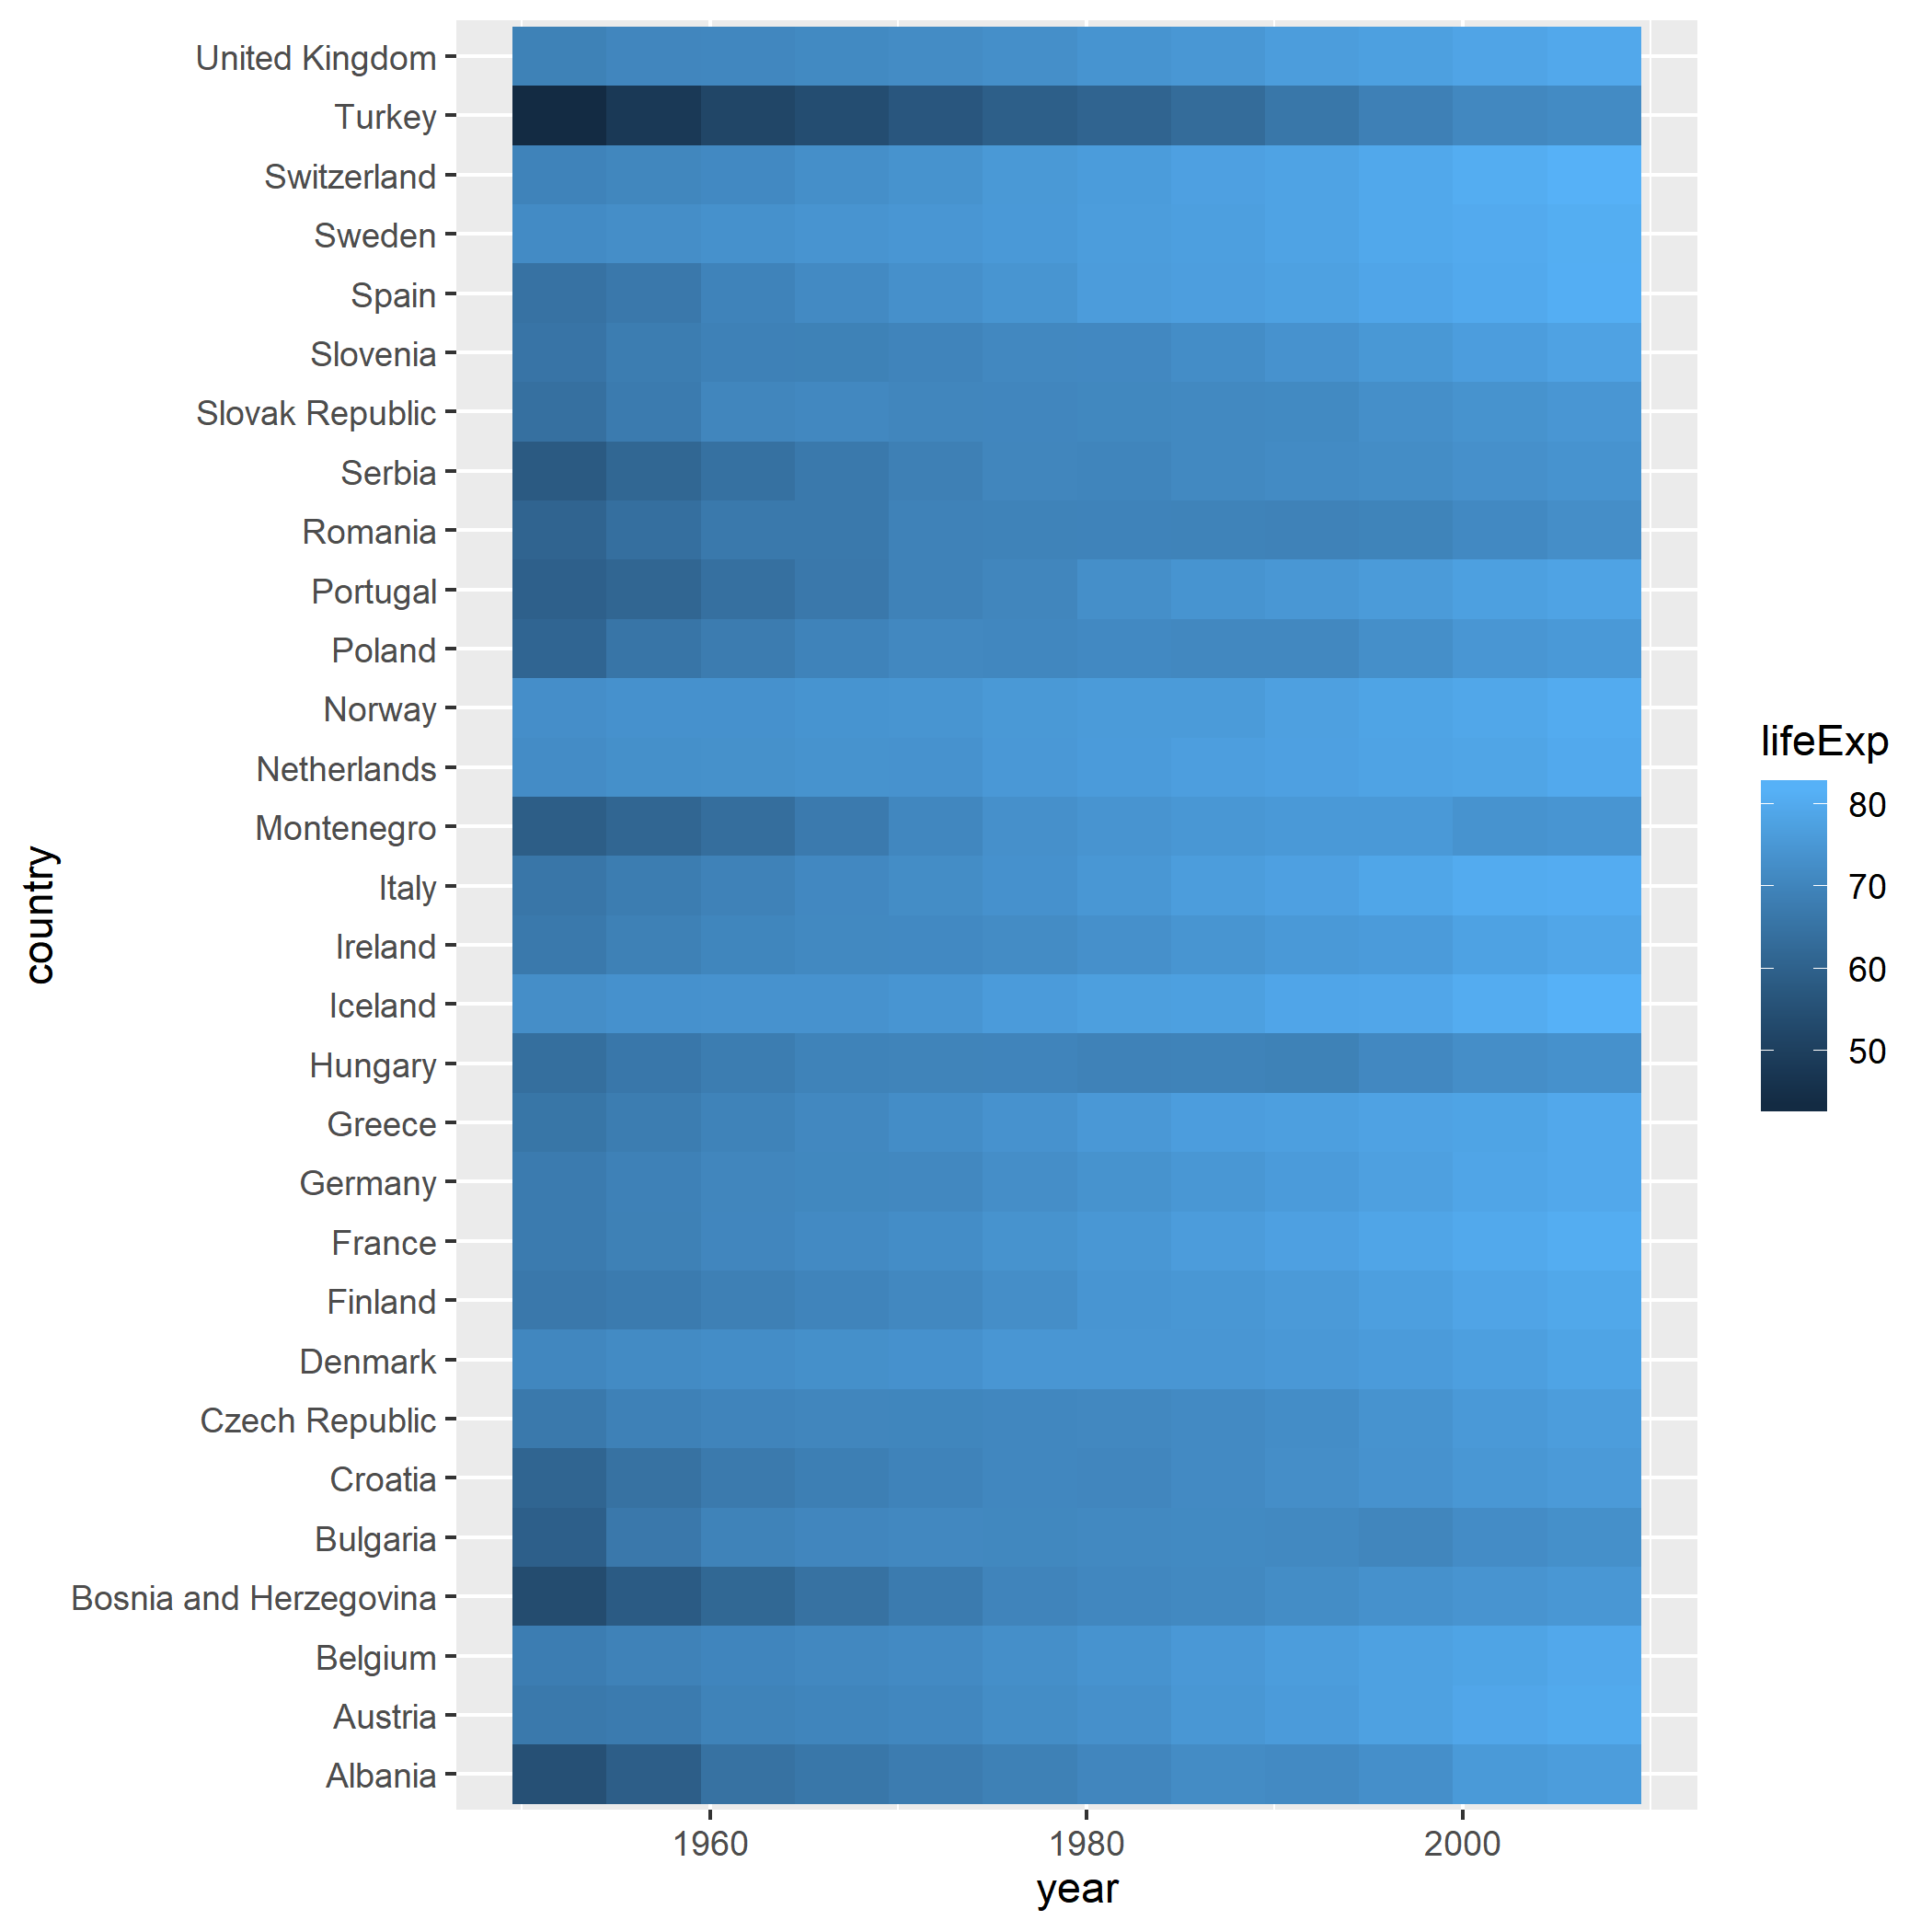 country
United Kingdom
Turkey
Switzerland
Sweden
Spain
Slovenia
Slovak Republic
Serbia
Romania
Portugal
Poland
Norway
Netherlands
Montenegro
Italy
Ireland
Iceland
Hungary
Greece
Germany
France
Finland
Denmark
Czech Republic
Croatia
Bulgaria
Bosnia and Herzegovina
Belgium
Austria
Albania
1960 1980 2000
year
lifeExp
80
70
60
50